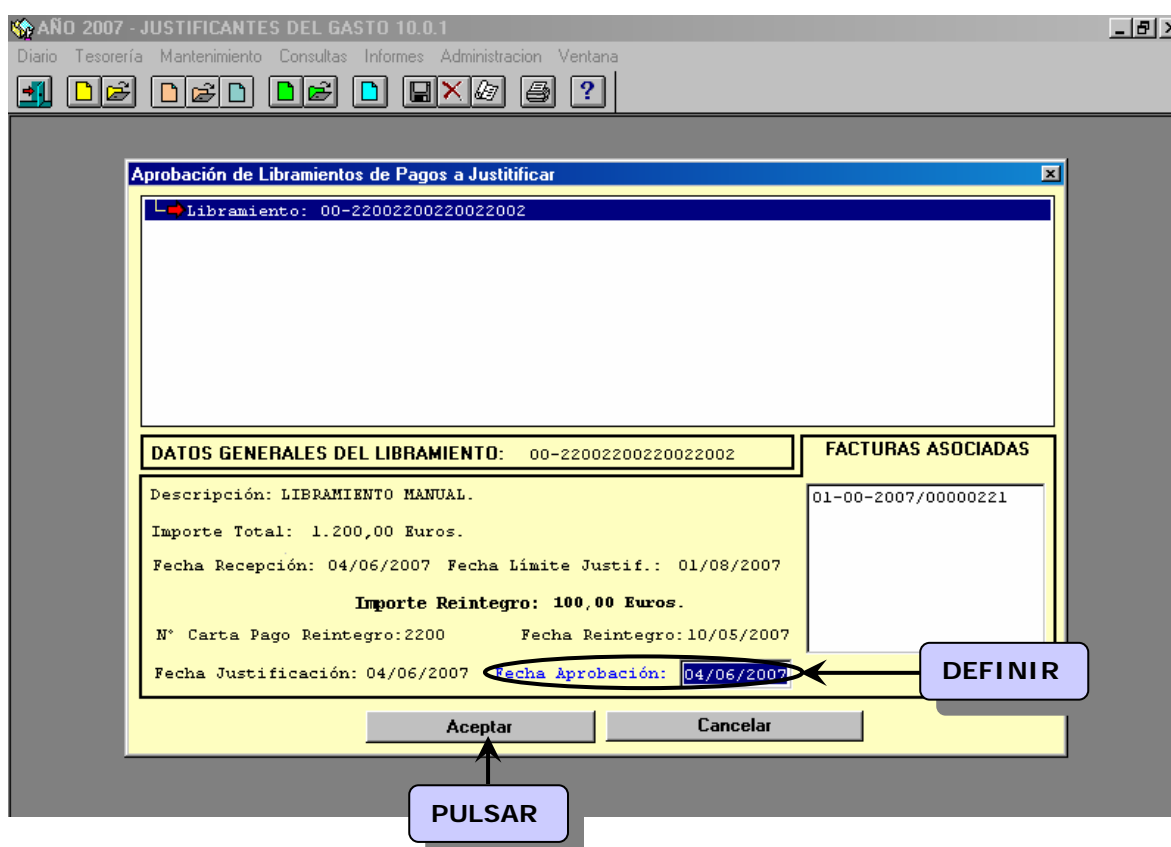 AÑO 2007 - JUSTIFICANTES DEL GASTO 10.0.1
Diario Tesorería Mantenimiento Consultas Informes Administracion Ventana
?
Aprobación de Libramientos de Pagos a Justitificar
Libramiento: 00-22002200220022002
DATOS GENERALES DEL LIBRAMIENTO: 00-22002200220022002
FACTURAS ASOCIADAS
Descripción: LIBRAMIENTO MANUAL.
01-00-2007/00000221
Importe Total: 1.200,00 Euros.
Fecha Recepción: 04/06/2007 Fecha Límite Justif.: 01/08/2007
Importe Reintegro: 100,00 Euros.
Nº Carta Pago Reintegro:2200 Fecha Reintegro:10/05/2007
Fecha Justificación: 04/06/2007 Fecha Aprobación: 04/06/2007
DEFINIR
Aceptar Cancelar
PULSAR